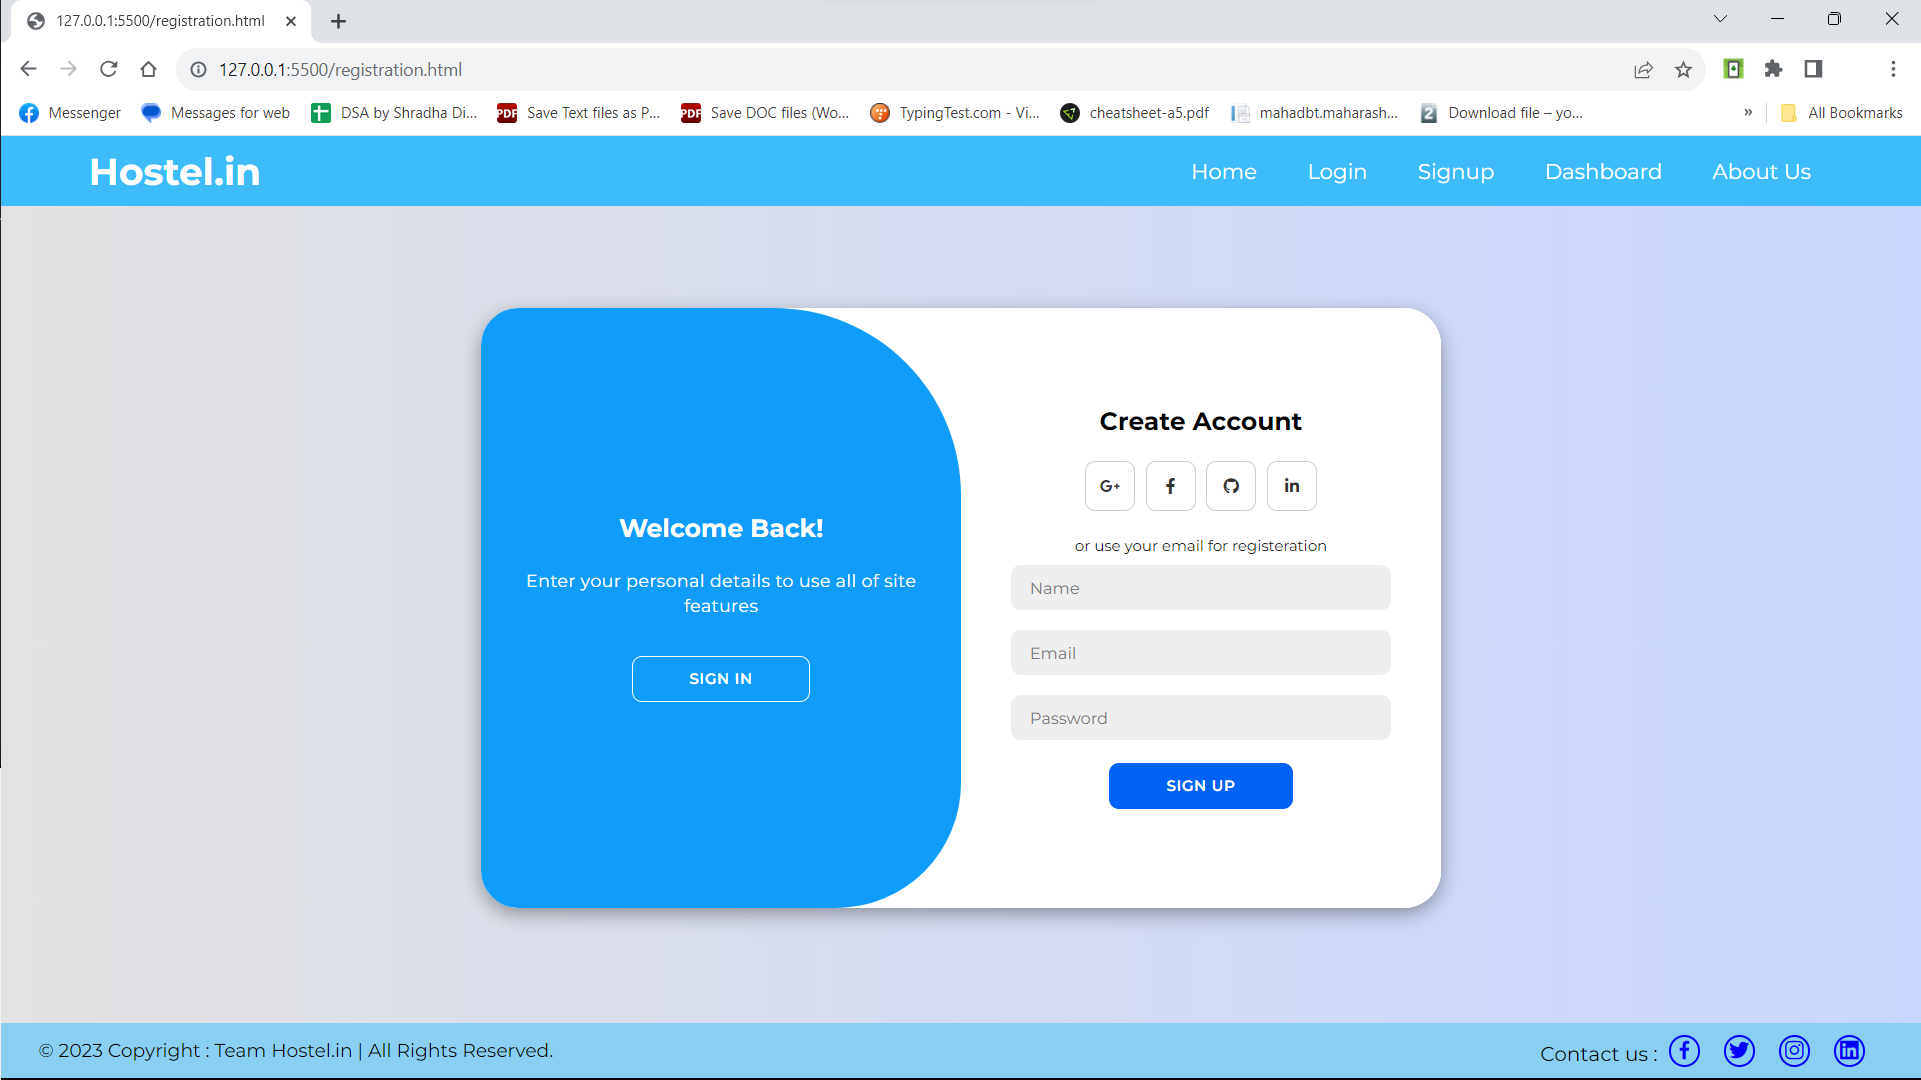 127.0.0.1:5500/registration.html
127.0.0.1:5500/registration.html
Messenger Messages for web DSA by Shradha Di... PDF Save Text files as P... PDF Save DOC files (Wo... TypingTest.com - Vi... cheatsheet-a5.pdf mahadbt.maharash... 2 Download file – yo... » All Bookmarks
Hostel.in Home Login Signup Dashboard About Us
Create Account
G+ f in
Welcome Back!
or use your email for registeration
Enter your personal details to use all of site
features
Name
Email
SIGN IN
Password
SIGN UP
© 2023 Copyright : Team Hostel.in | All Rights Reserved. Contact us :